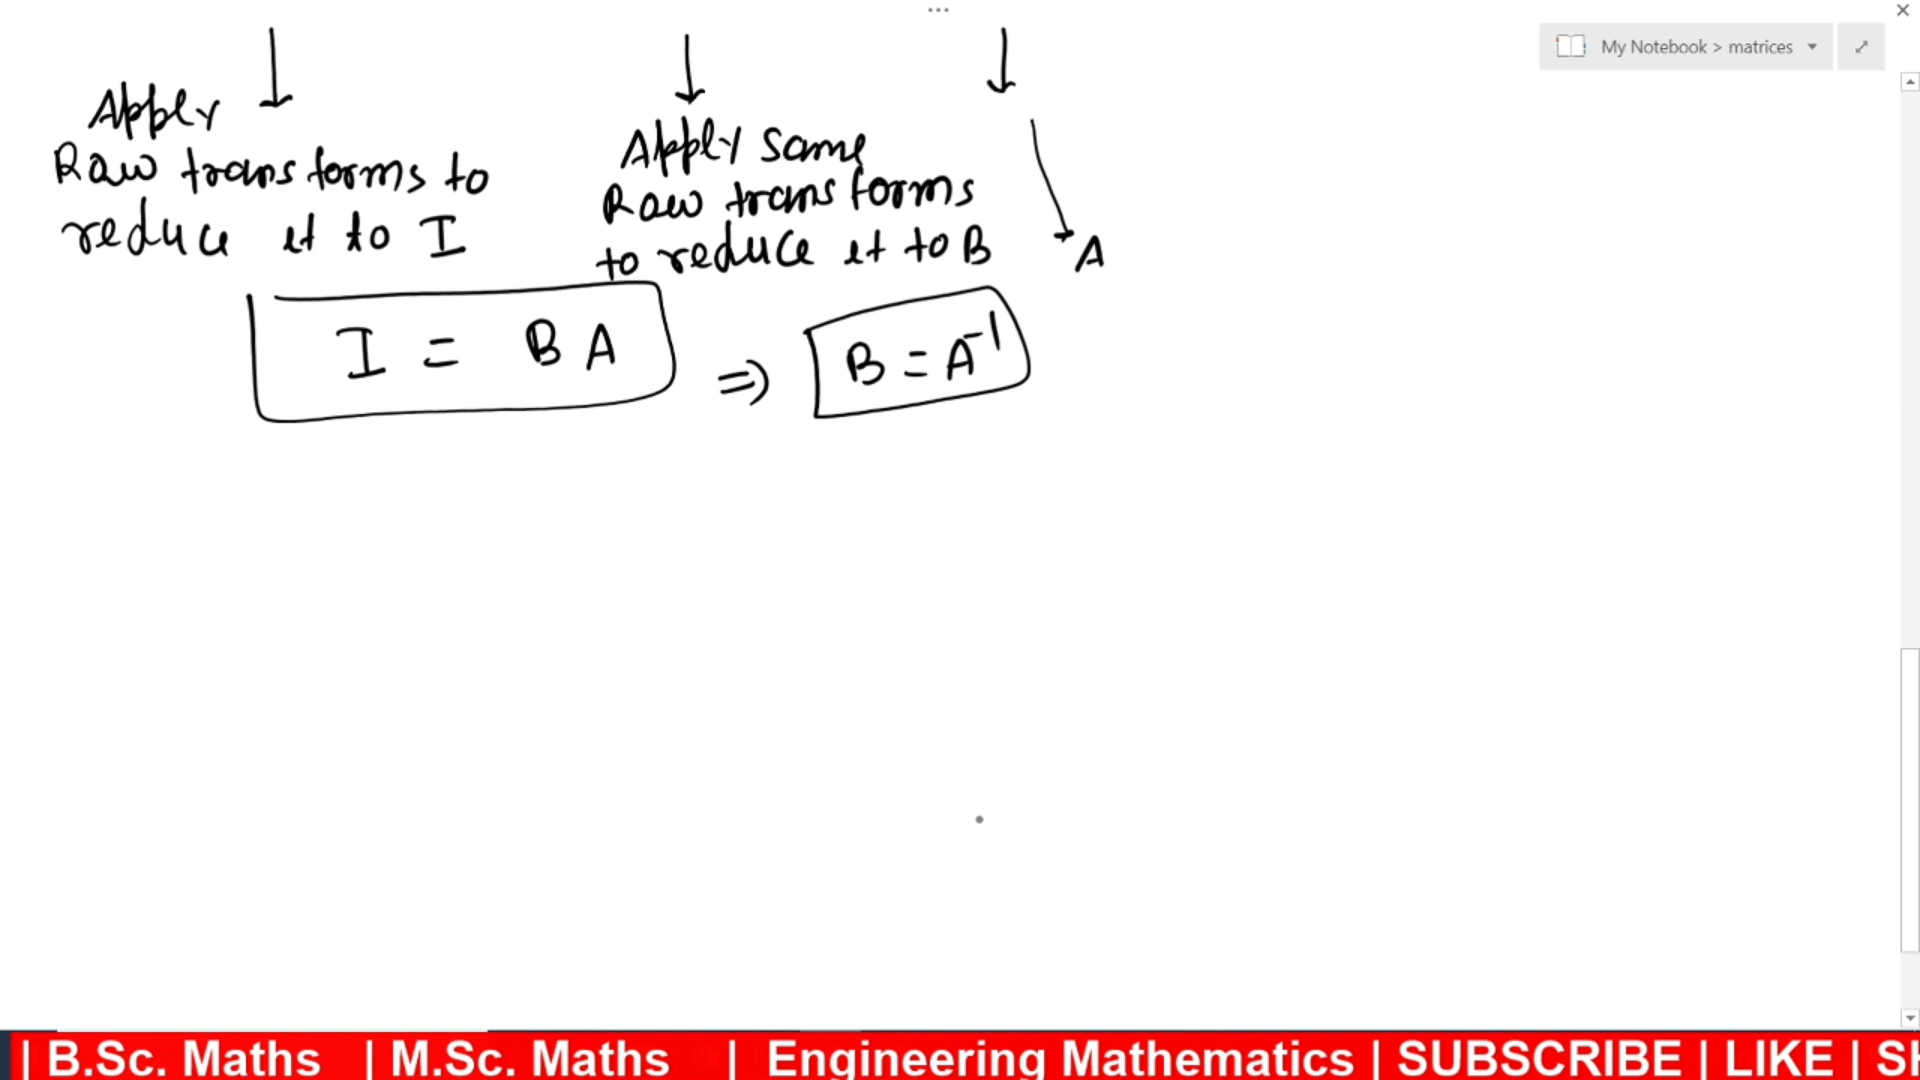 My Notebook > matrices
Apply
Raw transforms to
reduce it to I
Apply same
Raw transforms
to reduce it to B
A
I = BA
⇒ B = A⁻¹
| B.Sc. Maths | M.Sc. Maths | Engineering Mathematics | SUBSCRIBE | LIKE | SH